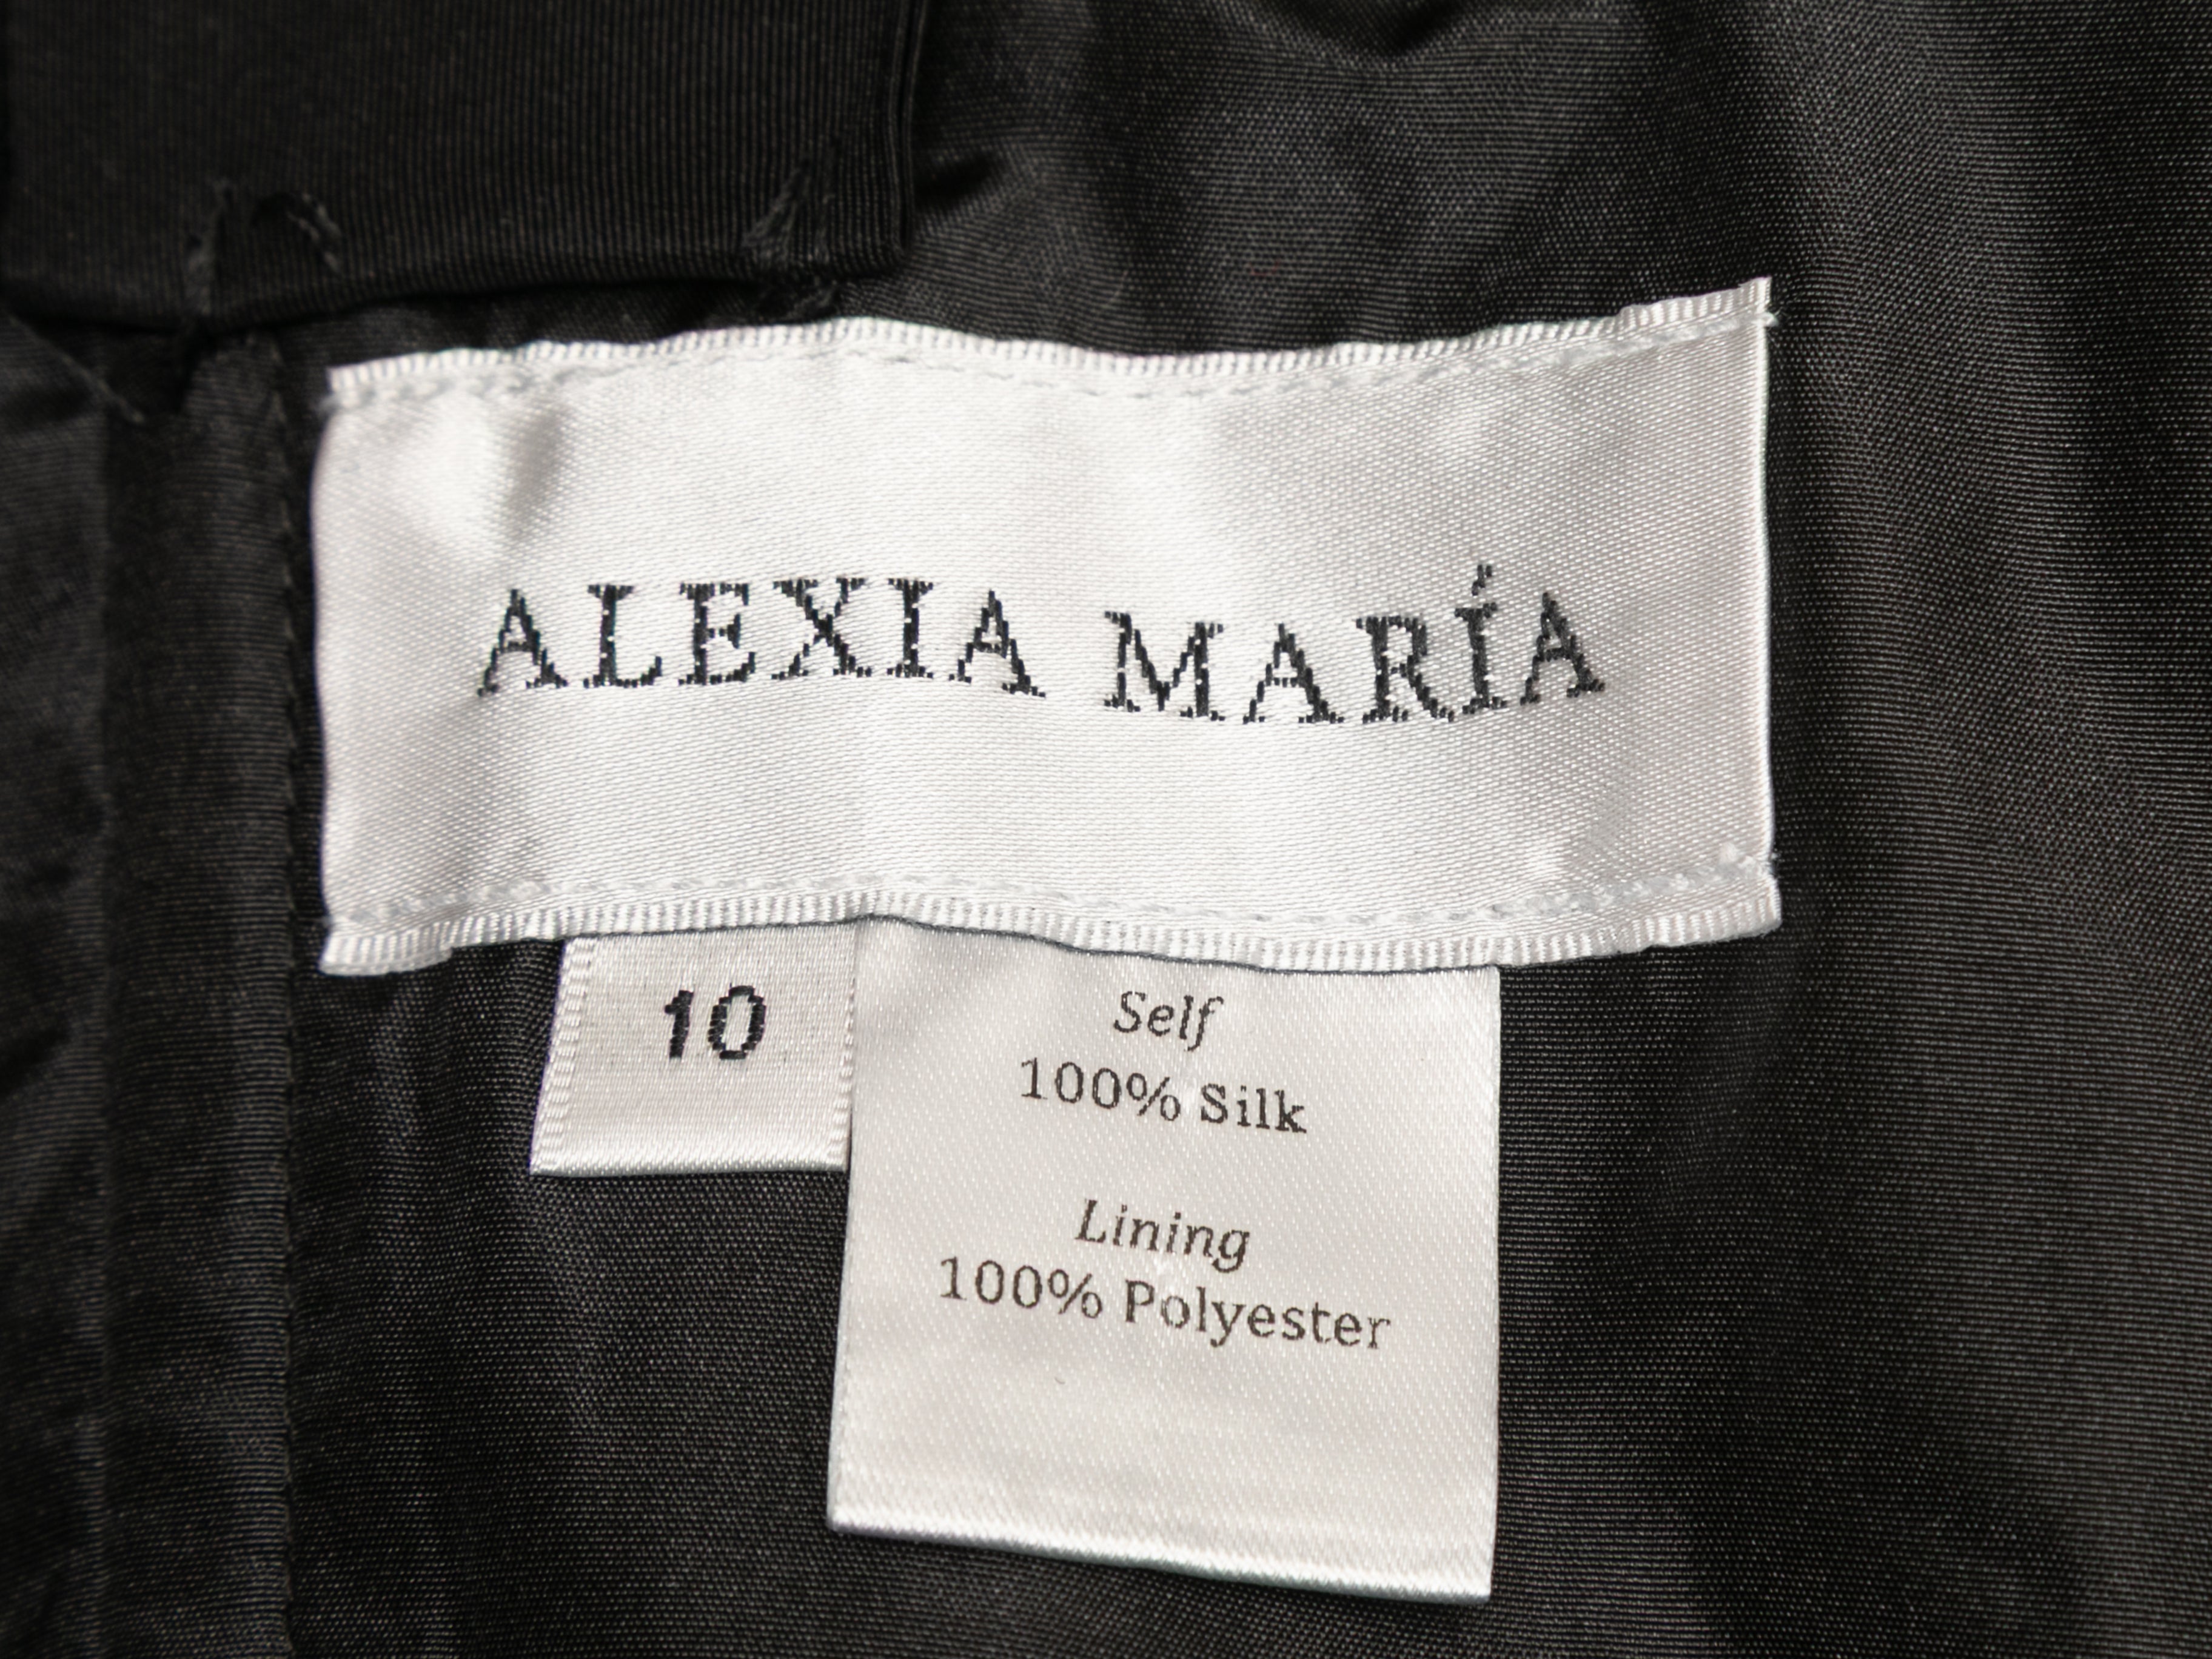 ALEXIA MARÍA
10
Self
100% Silk
Lining
100% Polyester